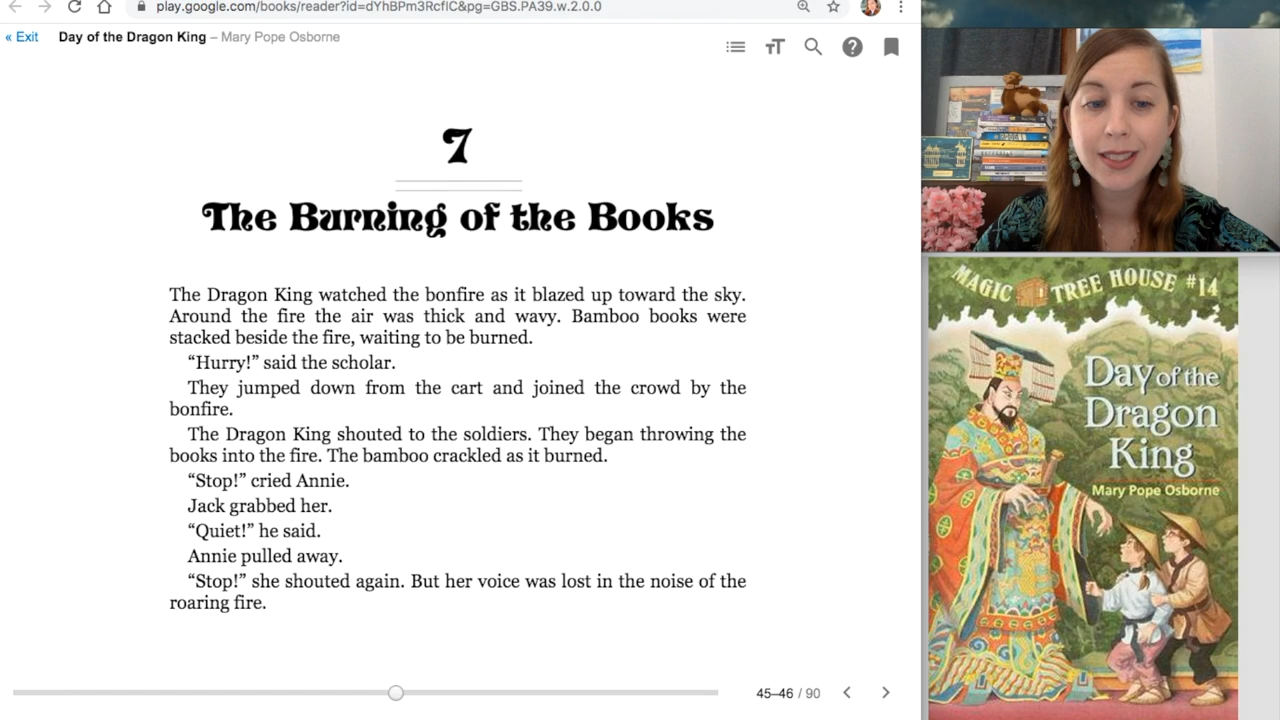 play.google.com/books/reader?id=dYhBPm3RcfIC&pg=GBS.PA39.w.2.0.0
« Exit Day of the Dragon King – Mary Pope Osborne
7
The Burning of the Books
The Dragon King watched the bonfire as it blazed up toward the sky.
Around the fire the air was thick and wavy. Bamboo books were
stacked beside the fire, waiting to be burned.
“Hurry!” said the scholar.
They jumped down from the cart and joined the crowd by the
bonfire.
The Dragon King shouted to the soldiers. They began throwing the
books into the fire. The bamboo crackled as it burned.
“Stop!” cried Annie.
Jack grabbed her.
“Quiet!” he said.
Annie pulled away.
“Stop!” she shouted again. But her voice was lost in the noise of the
roaring fire.
45–46 / 90
MAGIC TREE HOUSE #14
Day of the
Dragon
King
Mary Pope Osborne